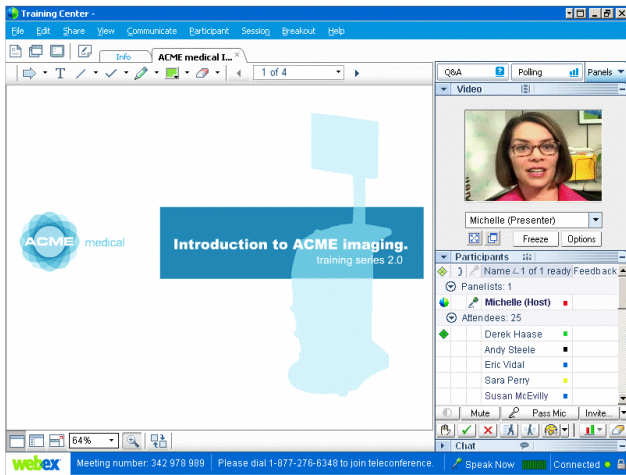 Training Center -
File Edit Share View Communicate Participant Session Breakout Help
Info ACME medical I...
T 1 of 4
Q&A ? Polling Panels
Video
ACME medical
Introduction to ACME imaging.
training series 2.0
Michelle (Presenter)
Freeze Options
Participants
Name 1 of 1 ready Feedback
Panelists: 1
Michelle (Host)
Attendees: 25
Derek Haase
Andy Steele
Eric Vidal
Sara Perry
Susan McEvilly
Mute Pass Mic Invite...
64%
Chat
webex Meeting number: 342 978 989 Please dial 1-877-276-6348 to join teleconference. Speak Now Connected